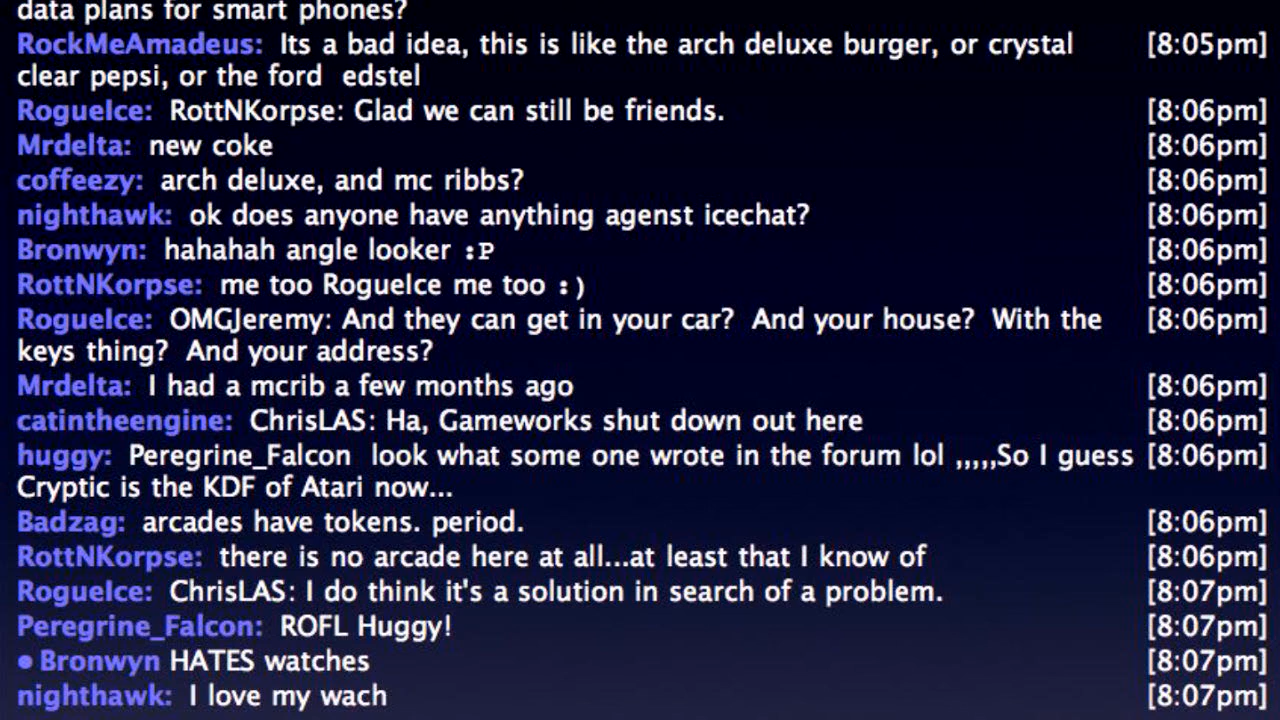 data plans for smart phones?
RockMeAmadeus: Its a bad idea, this is like the arch deluxe burger, or crystal [8:05pm]
clear pepsi, or the ford edstel
RogueIce: RottNKorpse: Glad we can still be friends. [8:06pm]
Mrdelta: new coke [8:06pm]
coffeezy: arch deluxe, and mc ribbs? [8:06pm]
nighthawk: ok does anyone have anything agenst icechat? [8:06pm]
Bronwyn: hahahah angle looker :P [8:06pm]
RottNKorpse: me too RogueIce me too :) [8:06pm]
RogueIce: OMGJeremy: And they can get in your car? And your house? With the [8:06pm]
keys thing? And your address?
Mrdelta: I had a mcrib a few months ago [8:06pm]
catintheengine: ChrisLAS: Ha, Gameworks shut down out here [8:06pm]
huggy: Peregrine_Falcon look what some one wrote in the forum lol ,,,,,So I guess [8:06pm]
Cryptic is the KDF of Atari now...
Badzag: arcades have tokens. period. [8:06pm]
RottNKorpse: there is no arcade here at all...at least that I know of [8:06pm]
RogueIce: ChrisLAS: I do think it's a solution in search of a problem. [8:07pm]
Peregrine_Falcon: ROFL Huggy! [8:07pm]
• Bronwyn HATES watches [8:07pm]
nighthawk: I love my wach [8:07pm]